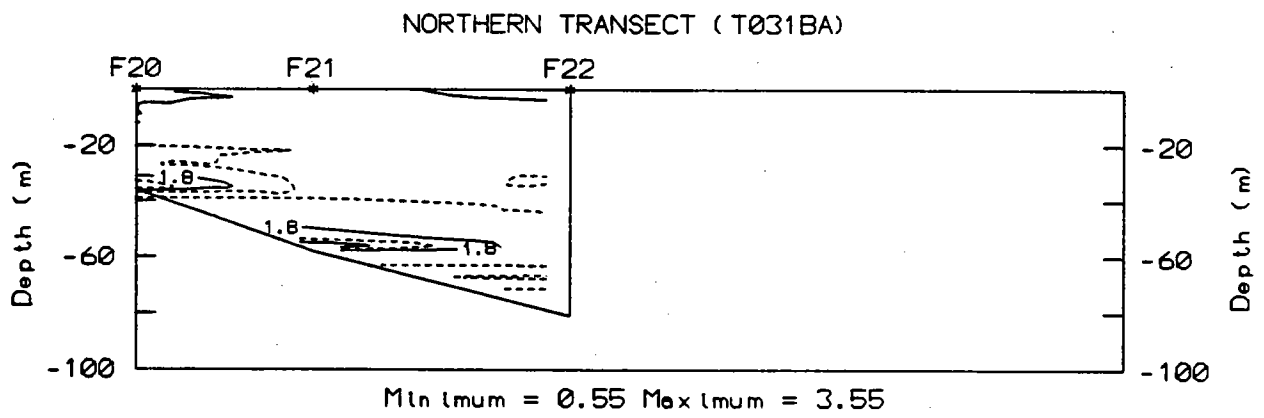 NORTHERN TRANSECT (T031BA)
F20 F21 F22
-20 -20
1.8
Depth (m) Depth (m)
1.8
1.8
-60 -60
-100 -100
Minimum = 0.55 Maximum = 3.55